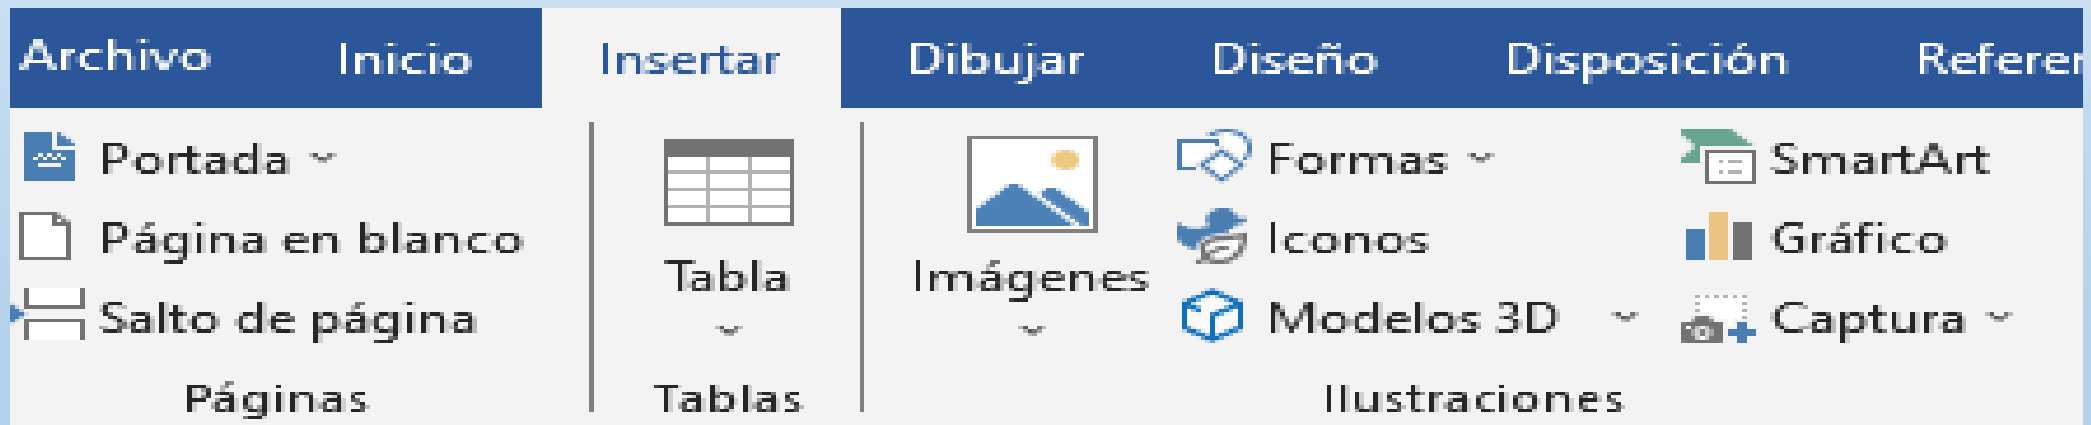 Archivo Inicio Insertar Dibujar Diseño Disposición Referen
Portada
Página en blanco
Salto de página
Páginas
Tabla
Tablas
Imágenes
Formas
Iconos
Modelos 3D
SmartArt
Gráfico
Captura
Ilustraciones